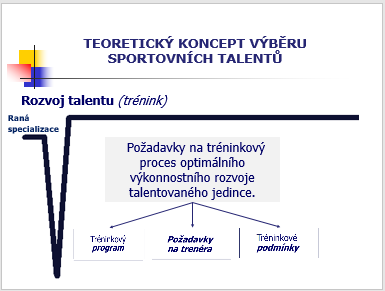 TEORETICKÝ KONCEPT VÝBĚRU
SPORTOVNÍCH TALENTŮ
Rozvoj talentu (trénink)
Raná
specializace
Požadavky na tréninkový
proces optimálního
výkonnostního rozvoje
talentovaného jedince.
Tréninkový
program
Požadavky
na trenéra
Tréninkové
podmínky